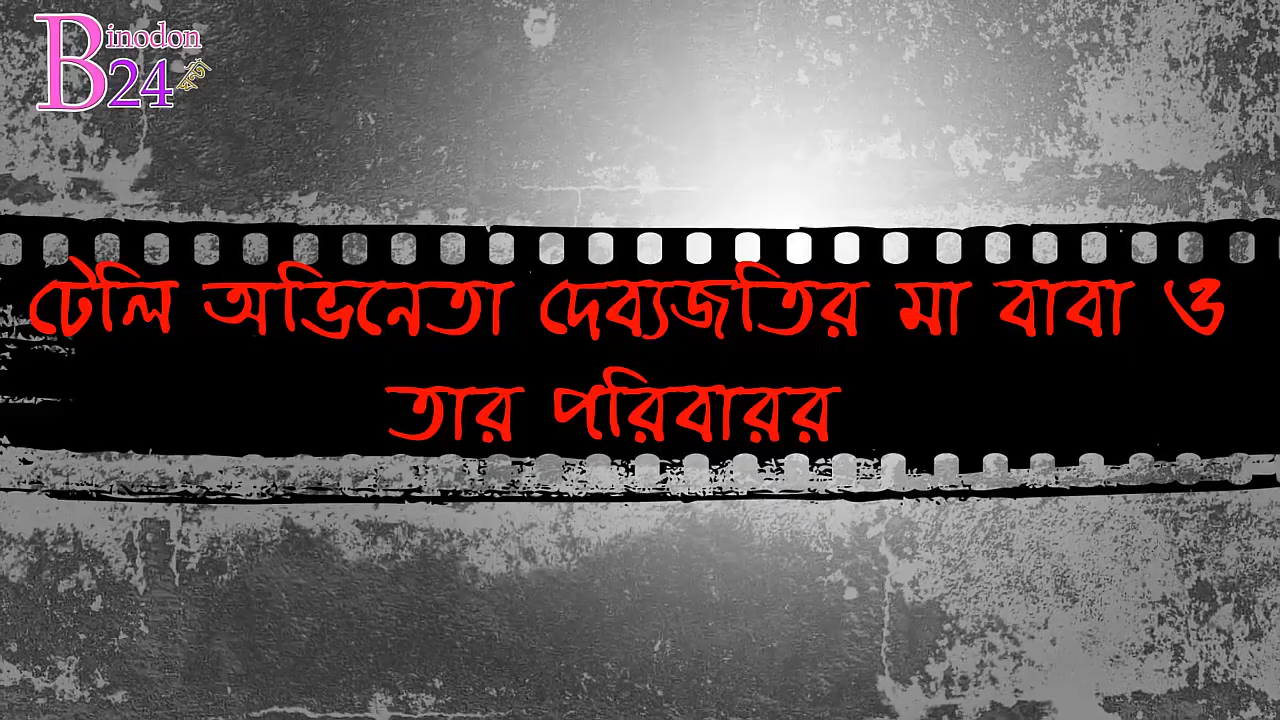 Binodon
24
টেলি অভিনেতা দেব্যজতির মা বাবা ও
তার পরিবারর